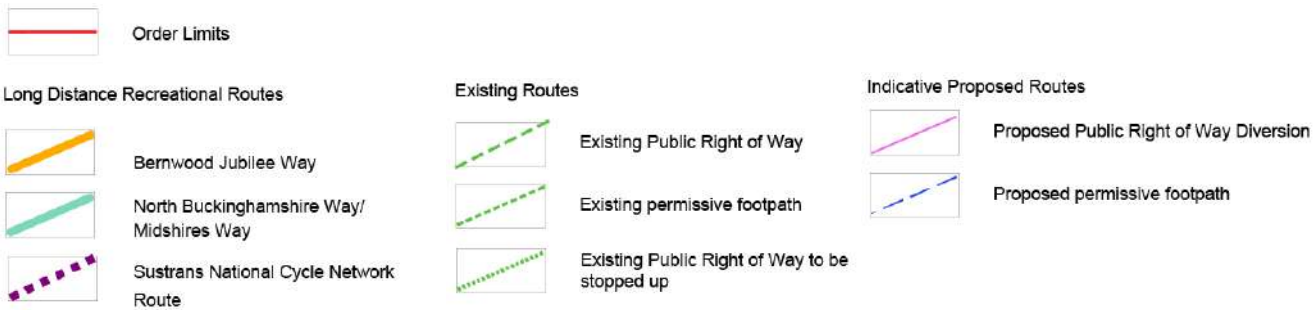 Order Limits
Long Distance Recreational Routes
Bernwood Jubilee Way
North Buckinghamshire Way/
Midshires Way
Sustrans National Cycle Network
Route
Existing Routes
Existing Public Right of Way
Existing permissive footpath
Existing Public Right of Way to be
stopped up
Indicative Proposed Routes
Proposed Public Right of Way Diversion
Proposed permissive footpath